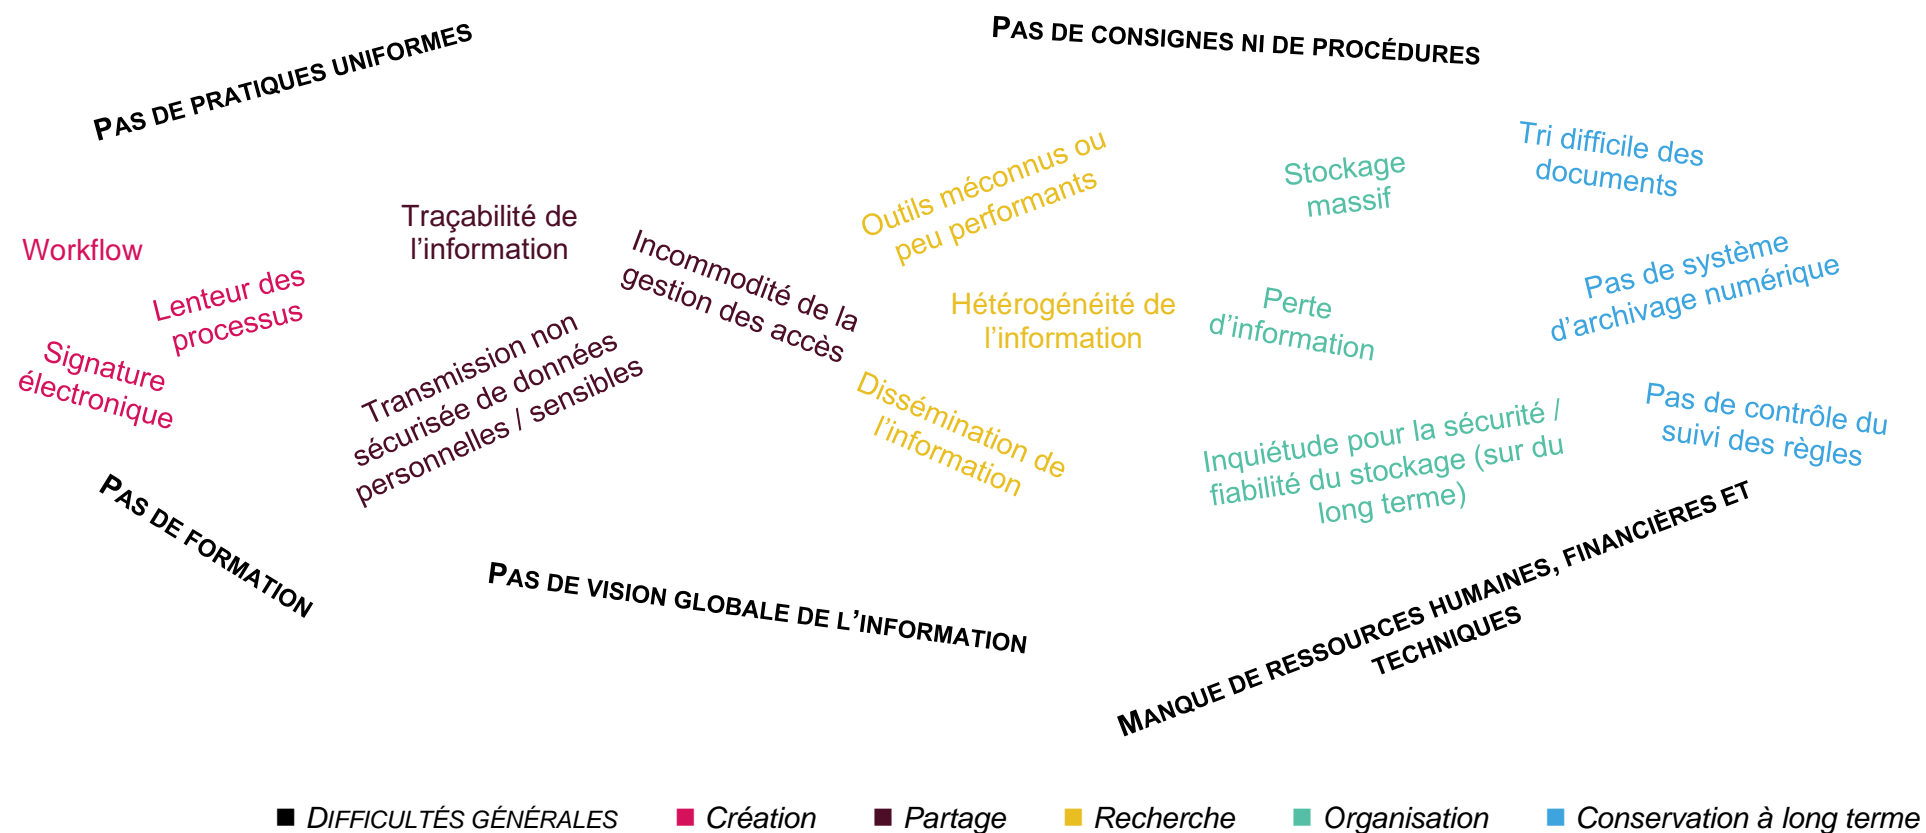 PAS DE PRATIQUES UNIFORMES
PAS DE CONSIGNES NI DE PROCÉDURES
Workflow
Lenteur des
processus
Signature
électronique
Traçabilité de
l’information
Incommodité de la
gestion des accès
Transmission non
sécurisée de données
personnelles / sensibles
Outils méconnus ou
peu performants
Hétérogénéité de
l’information
Dissémination de
l’information
Stockage
massif
Perte
d’information
Inquiétude pour la sécurité /
fiabilité du stockage (sur du
long terme)
Tri difficile des
documents
Pas de système
d’archivage numérique
Pas de contrôle du
suivi des règles
PAS DE FORMATION
PAS DE VISION GLOBALE DE L’INFORMATION
MANQUE DE RESSOURCES HUMAINES, FINANCIÈRES ET
TECHNIQUES
DIFFICULTÉS GÉNÉRALES
Création
Partage
Recherche
Organisation
Conservation à long terme